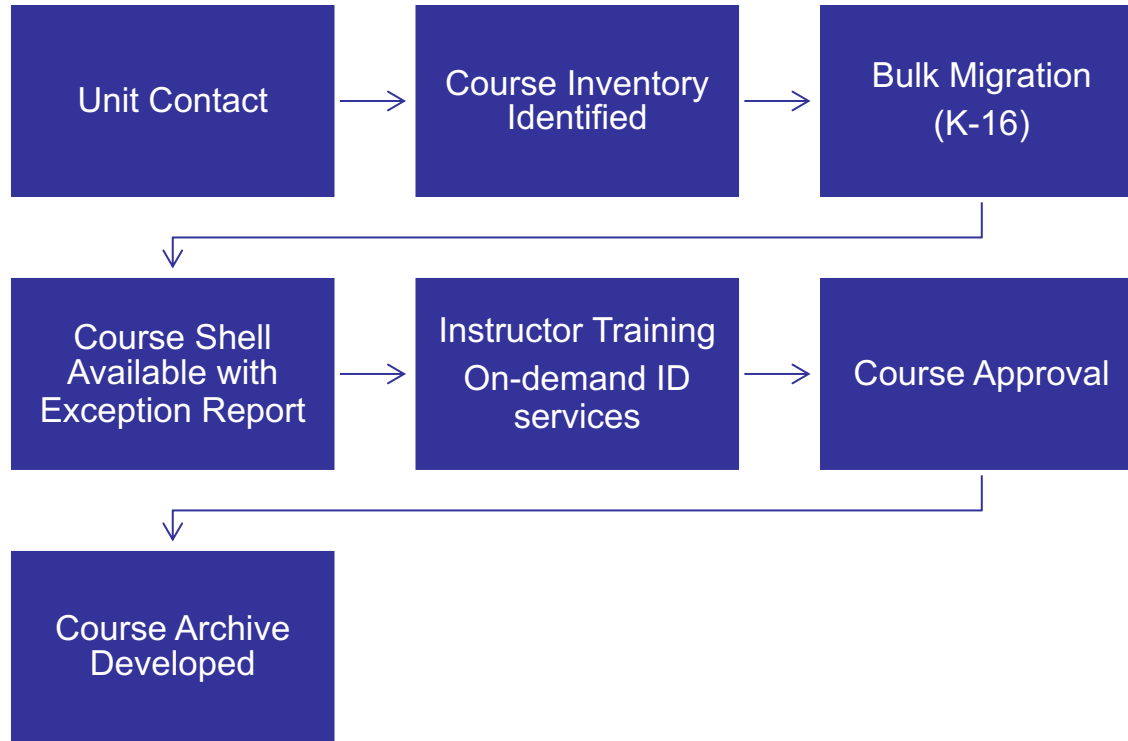 Unit Contact
Course Inventory
Identified
Bulk Migration
(K-16)
Course Shell
Available with
Exception Report
Instructor Training
On-demand ID
services
Course Approval
Course Archive
Developed